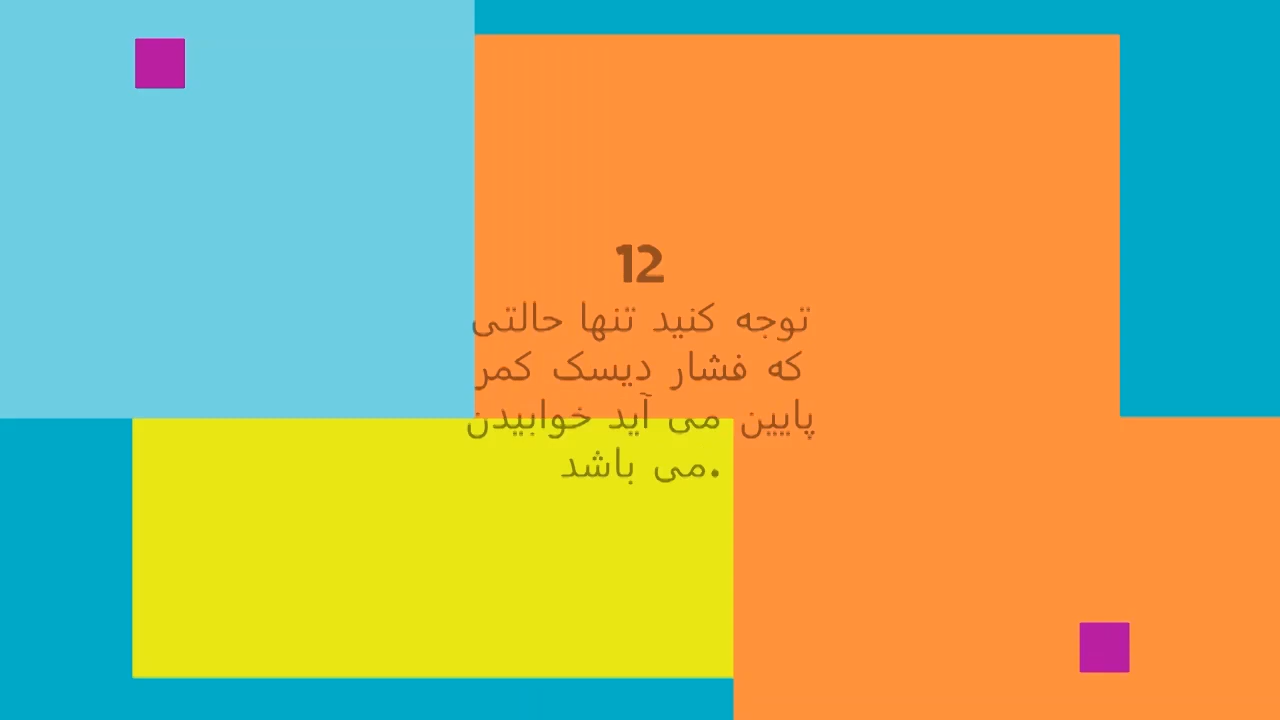 12
توجه کنید تنها حالتی
که فشار دیسک کمر
پایین می آید خوابیدن
می باشد.